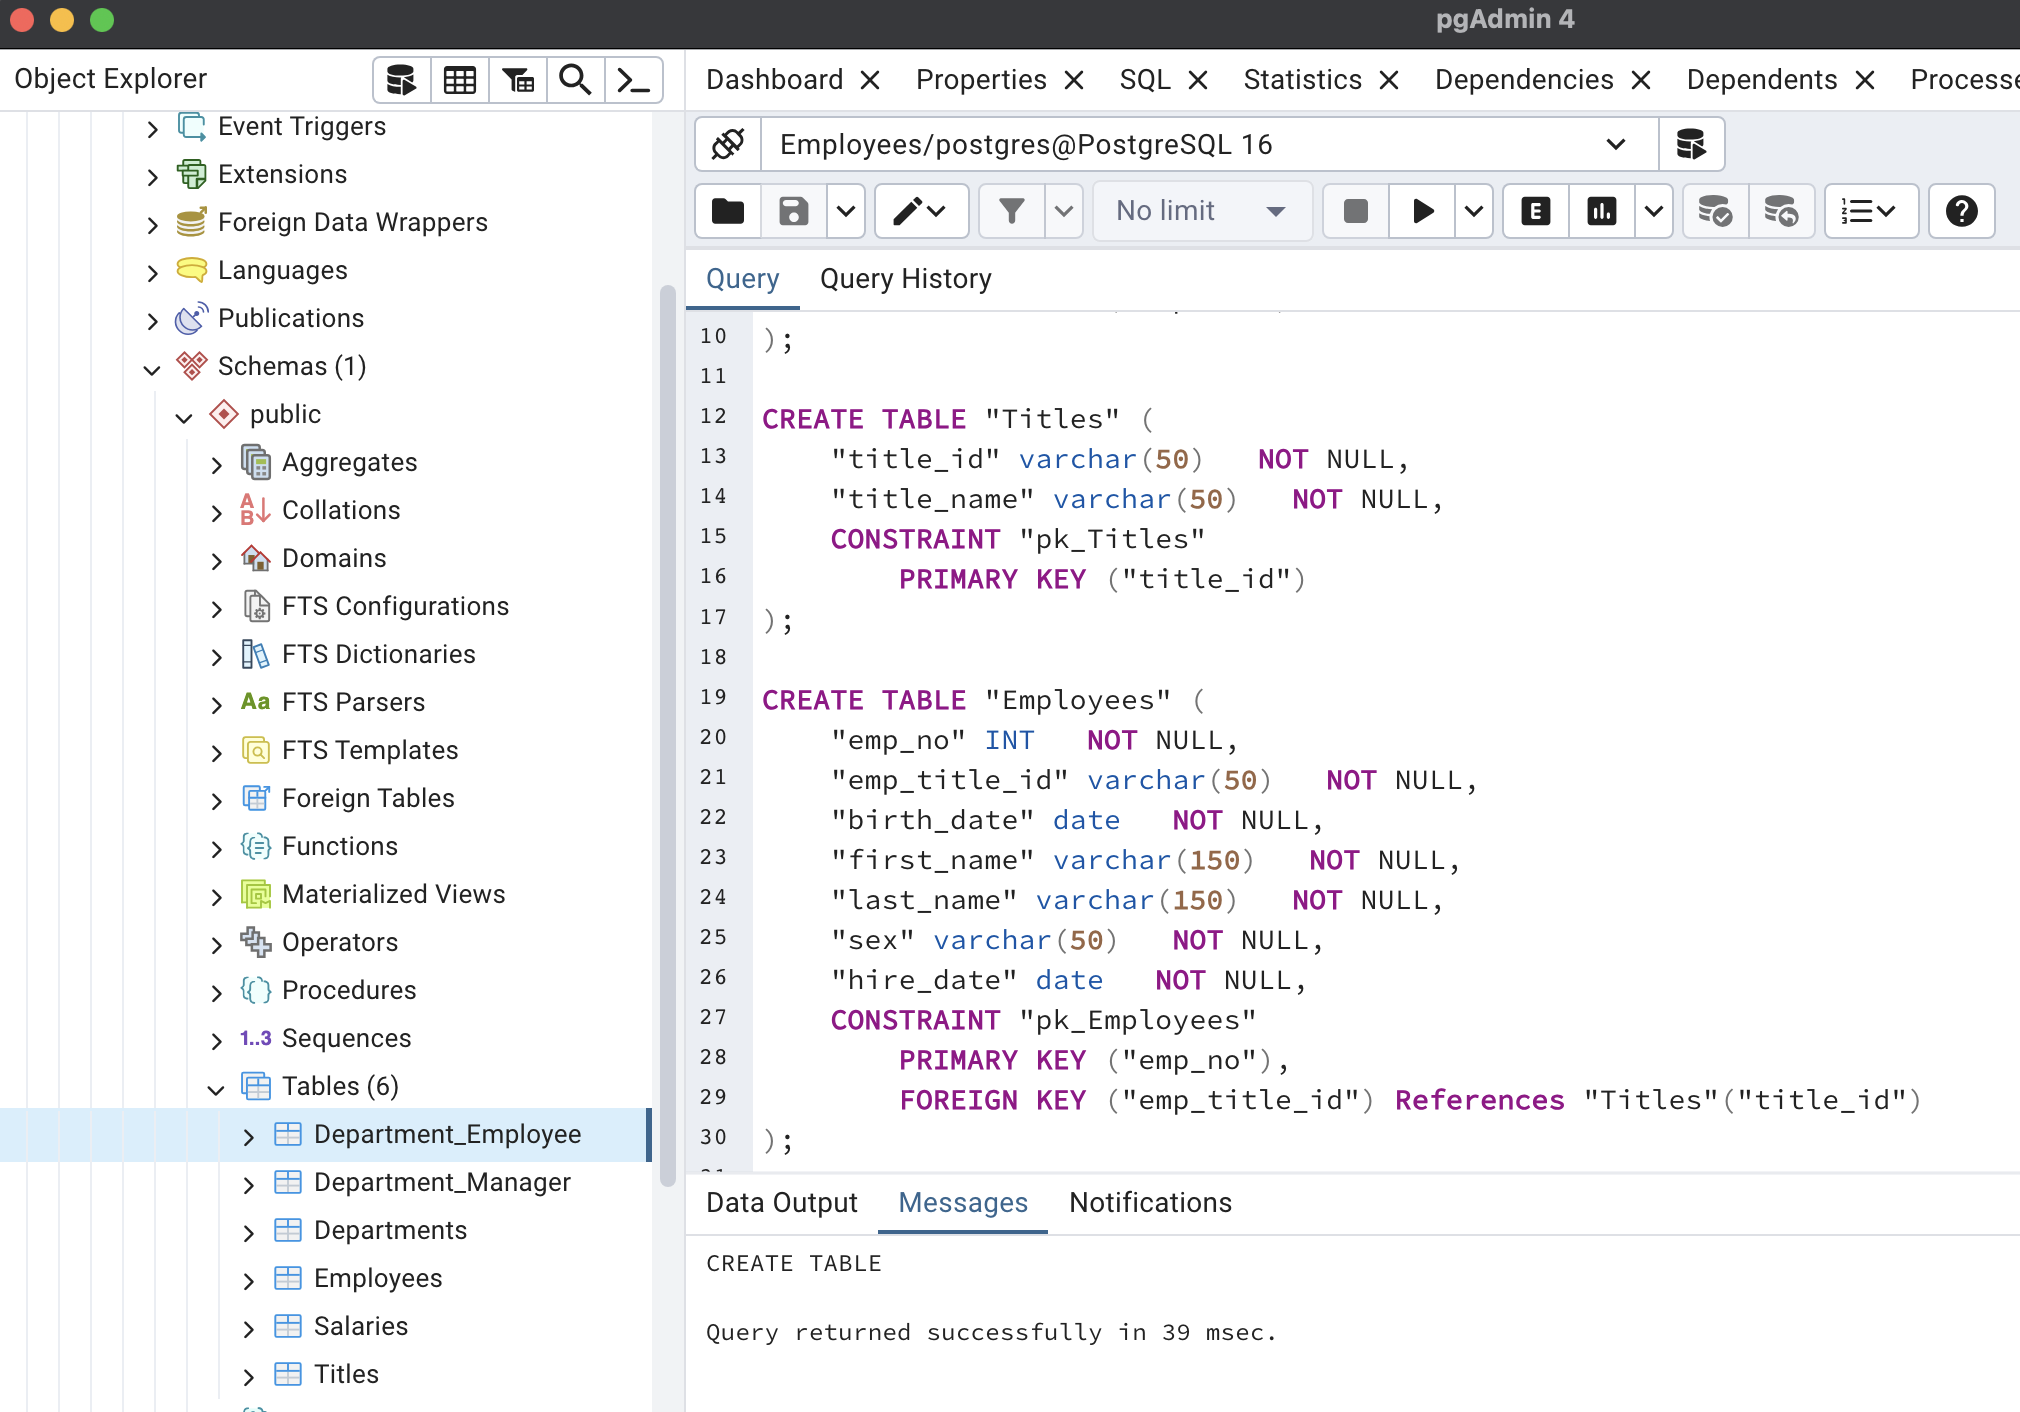 pgAdmin 4
Object Explorer
Dashboard
Properties
SQL
Statistics
Dependencies
Dependents
Processe
Event Triggers
Extensions
Foreign Data Wrappers
Languages
Publications
Schemas (1)
public
Aggregates
Collations
Domains
FTS Configurations
FTS Dictionaries
Aa FTS Parsers
FTS Templates
Foreign Tables
Functions
Materialized Views
Operators
Procedures
1..3 Sequences
Tables (6)
Department_Employee
Department_Manager
Departments
Employees
Salaries
Titles
Employees/postgres@PostgreSQL 16
No limit
E
Query
Query History
10 );
11
12 CREATE TABLE "Titles" (
13 "title_id" varchar(50)   NOT NULL,
14 "title_name" varchar(50)   NOT NULL,
15 CONSTRAINT "pk_Titles"
16 PRIMARY KEY ("title_id")
17 );
18
19 CREATE TABLE "Employees" (
20 "emp_no" INT   NOT NULL,
21 "emp_title_id" varchar(50)   NOT NULL,
22 "birth_date" date   NOT NULL,
23 "first_name" varchar(150)   NOT NULL,
24 "last_name" varchar(150)   NOT NULL,
25 "sex" varchar(50)   NOT NULL,
26 "hire_date" date   NOT NULL,
27 CONSTRAINT "pk_Employees"
28 PRIMARY KEY ("emp_no"),
29 FOREIGN KEY ("emp_title_id") References "Titles"("title_id")
30 );
Data Output
Messages
Notifications
CREATE TABLE
Query returned successfully in 39 msec.